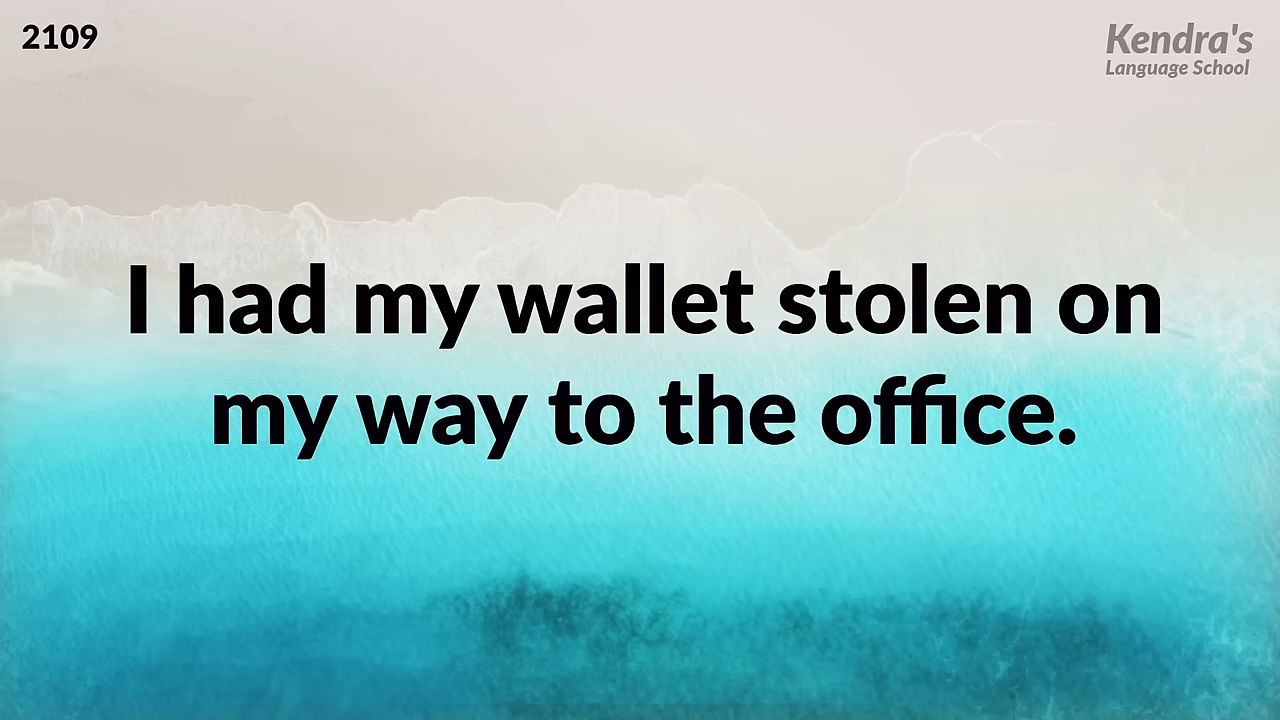 2109
Kendra's
Language School
I had my wallet stolen on
my way to the office.